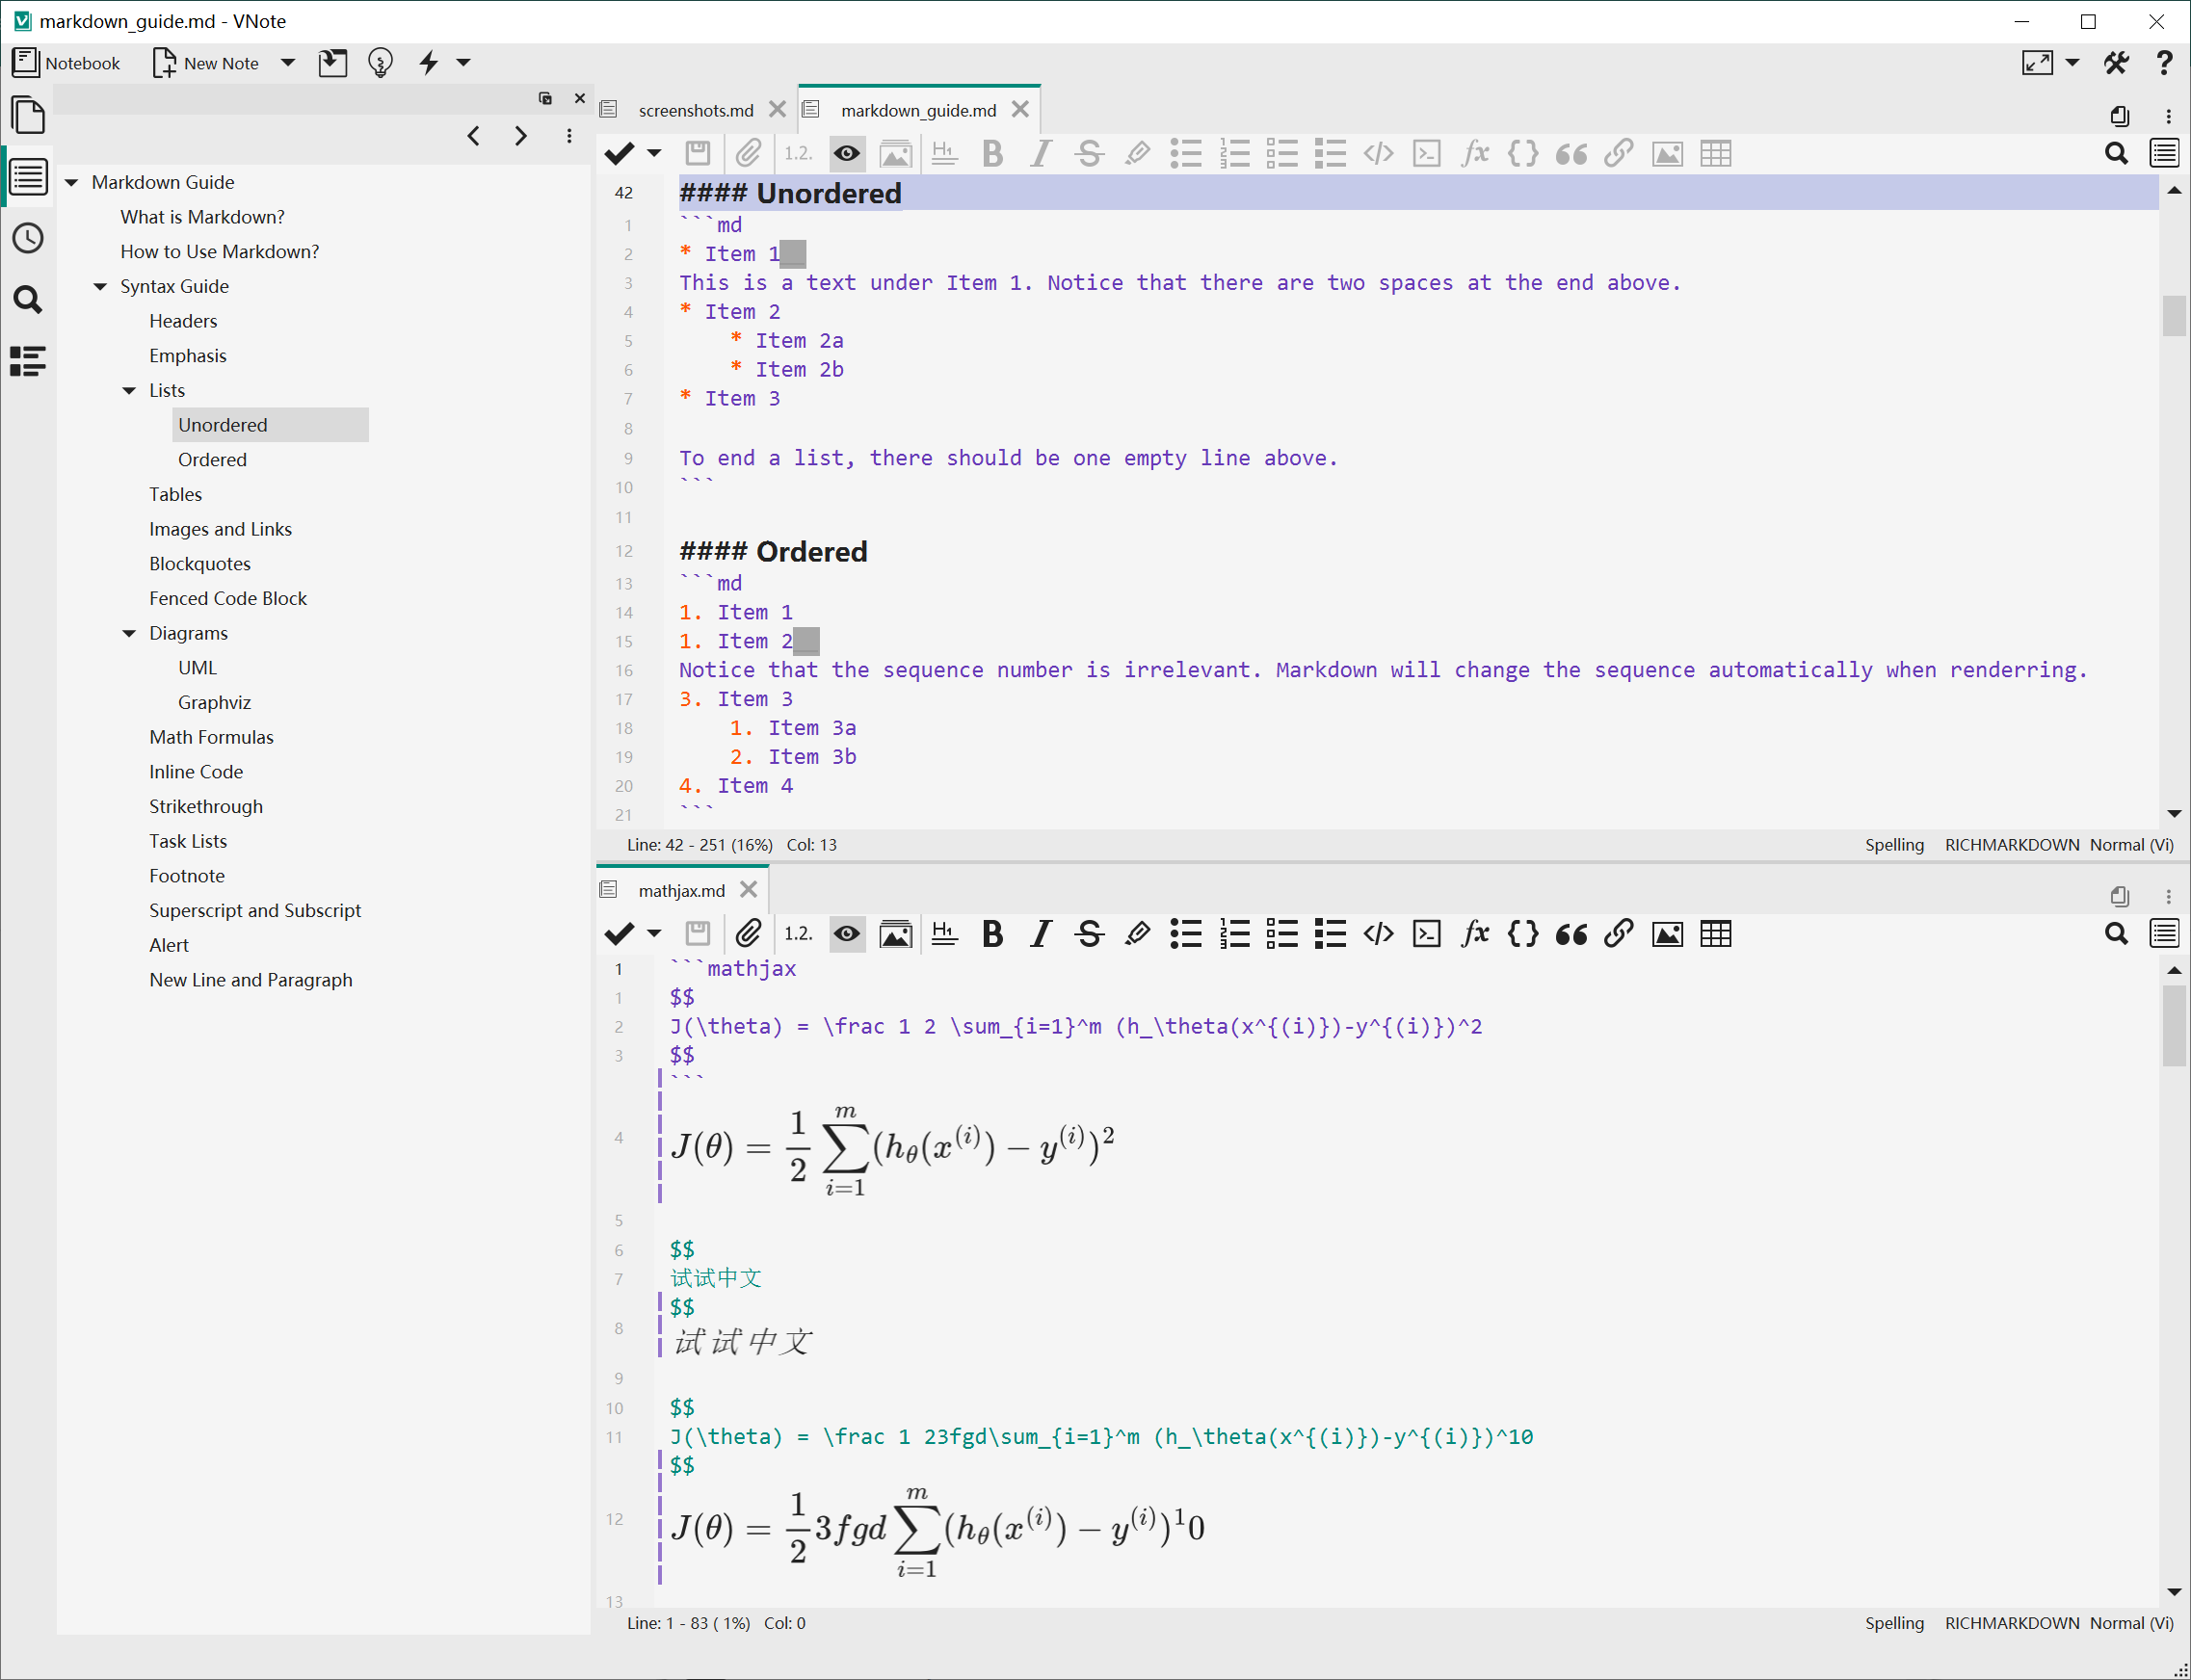 markdown_guide.md - VNote
Notebook New Note
screenshots.md markdown_guide.md
1.2. H1 B I S </> fx {}
Markdown Guide
What is Markdown?
How to Use Markdown?
Syntax Guide
Headers
Emphasis
Lists
Unordered
Ordered
Tables
Images and Links
Blockquotes
Fenced Code Block
Diagrams
UML
Graphviz
Math Formulas
Inline Code
Strikethrough
Task Lists
Footnote
Superscript and Subscript
Alert
New Line and Paragraph
42 #### Unordered
1 ```md
2 * Item 1
3 This is a text under Item 1. Notice that there are two spaces at the end above.
4 * Item 2
5 * Item 2a
6 * Item 2b
7 * Item 3
8
9 To end a list, there should be one empty line above.
10 ```
11
12 #### Ordered
13 ```md
14 1. Item 1
15 1. Item 2
16 Notice that the sequence number is irrelevant. Markdown will change the sequence automatically when renderring.
17 3. Item 3
18 1. Item 3a
19 2. Item 3b
20 4. Item 4
21 ```
Line: 42 - 251 (16%) Col: 13 Spelling RICHMARKDOWN Normal (Vi)
mathjax.md
1.2. H1 B I S </> fx {}
1 ```mathjax
1 $$
2 J(\theta) = \frac 1 2 \sum_{i=1}^m (h_\theta(x^{(i)})-y^{(i)})^2
3 $$
```
4 J(θ) = 1/2 ∑_{i=1}^m (h_θ(x^(i)) − y^(i))^2
5
6 $$
7 试试中文
$$
8 试试中文
9
10 $$
11 J(\theta) = \frac 1 23fgd\sum_{i=1}^m (h_\theta(x^{(i)})-y^{(i)})^10
$$
12 J(θ) = 1/2 3fgd ∑_{i=1}^m (h_θ(x^(i)) − y^(i))^1 0
13
Line: 1 - 83 ( 1%) Col: 0 Spelling RICHMARKDOWN Normal (Vi)